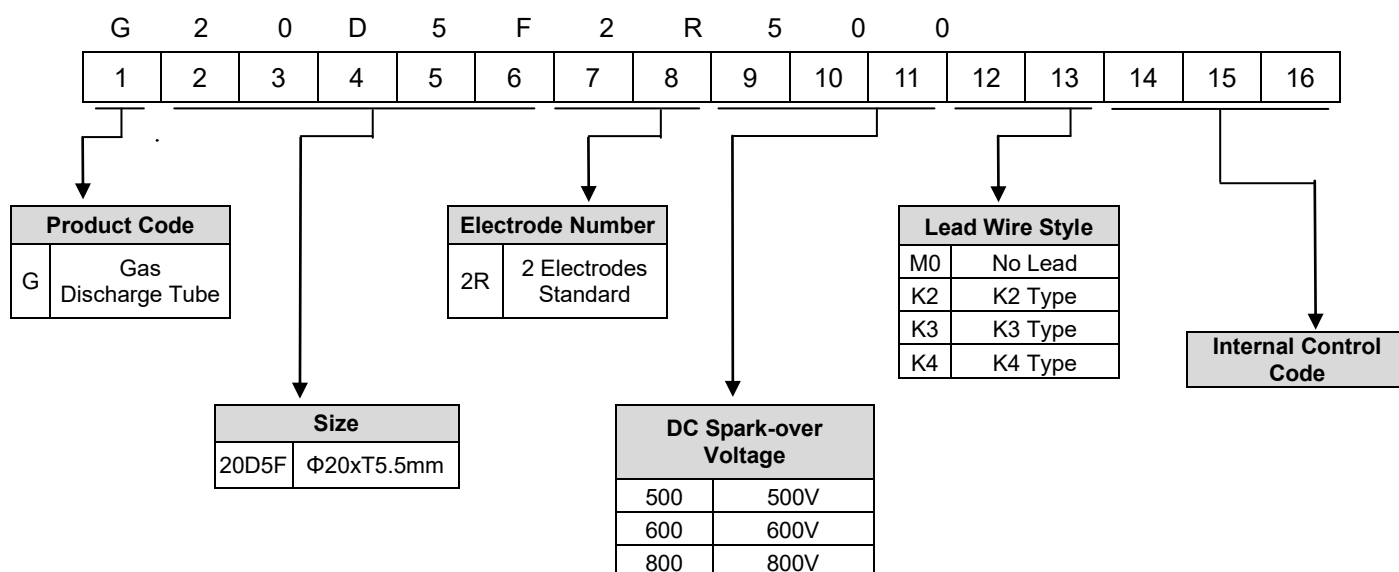 G 2 0 D 5 F 2 R 5 0 0
1 2 3 4 5 6 7 8 9 10 11 12 13 14 15 16
Product Code
G Gas
Discharge Tube
Size
20D5F Φ20xT5.5mm
Electrode Number
2R 2 Electrodes
Standard
DC Spark-over
Voltage
500 500V
600 600V
800 800V
Lead Wire Style
M0 No Lead
K2 K2 Type
K3 K3 Type
K4 K4 Type
Internal Control
Code